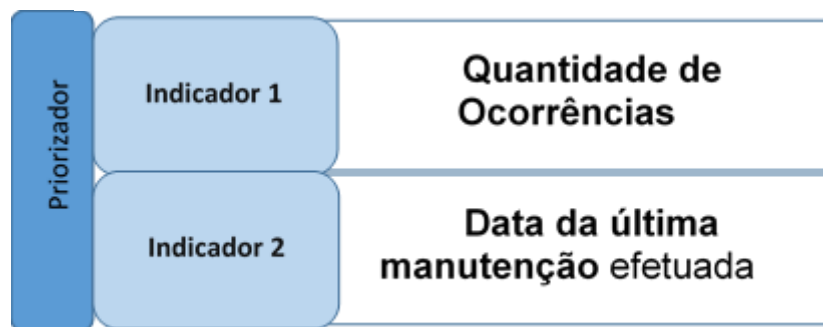 Priorizador
Indicador 1
Quantidade de
Ocorrências
Indicador 2
Data da última
manutenção efetuada